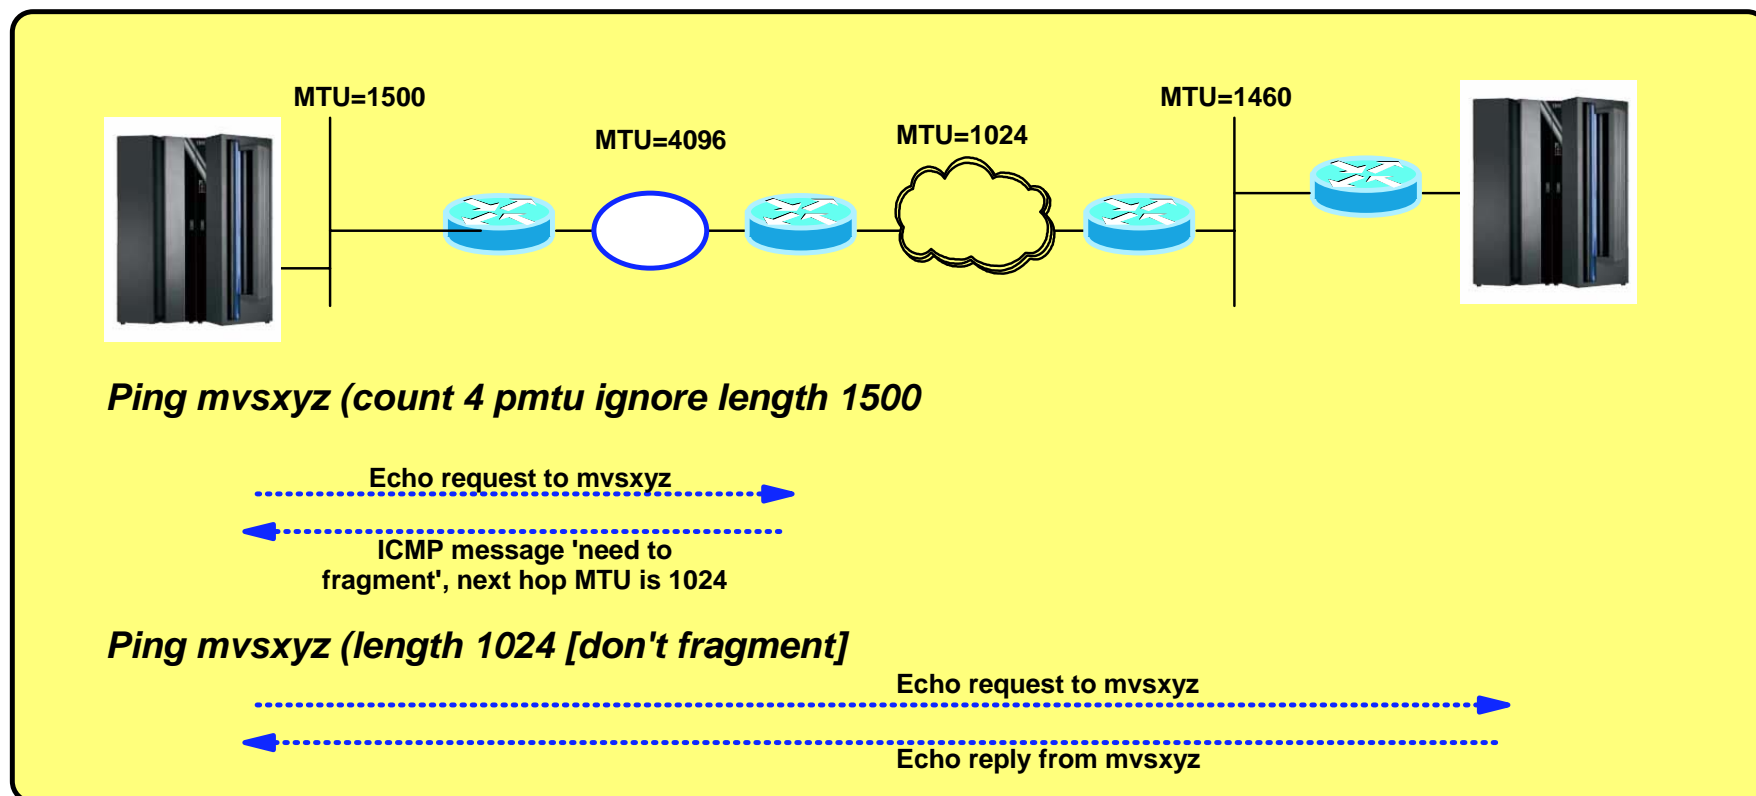 MTU=1500
MTU=4096
MTU=1024
MTU=1460
Ping mvsxyz (count 4 pmtu ignore length 1500
Echo request to mvsxyz
ICMP message 'need to
fragment', next hop MTU is 1024
Ping mvsxyz (length 1024 [don't fragment]
Echo request to mvsxyz
Echo reply from mvsxyz